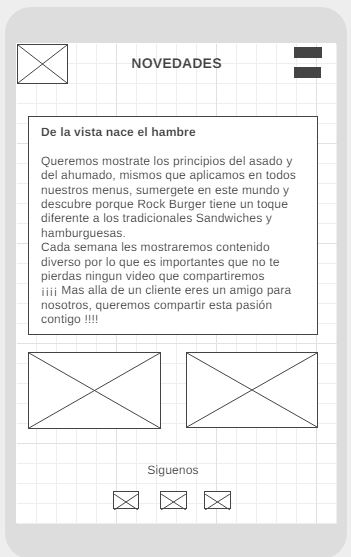 NOVEDADES
De la vista nace el hambre
Queremos mostrate los principios del asado y
del ahumado, mismos que aplicamos en todos
nuestros menus, sumergete en este mundo y
descubre porque Rock Burger tiene un toque
diferente a los tradicionales Sandwiches y
hamburguesas.
Cada semana les mostraremos contenido
diverso por lo que es importantes que no te
pierdas ningun video que compartiremos
¡¡¡¡ Mas alla de un cliente eres un amigo para
nosotros, queremos compartir esta pasión
contigo !!!!
Siguenos